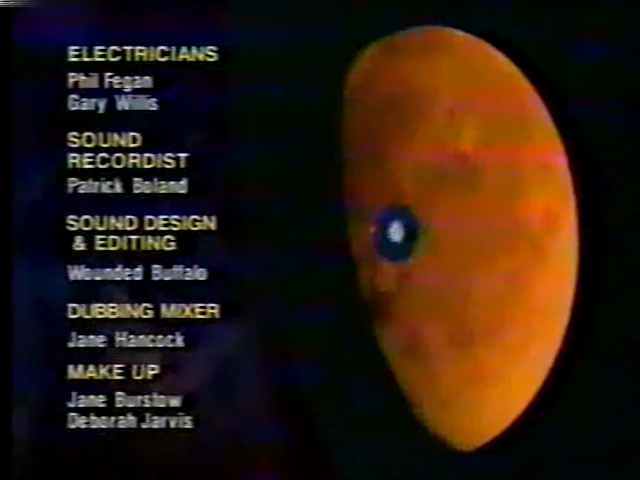 ELECTRICIANS
Phil Fegan
Gary Willis
SOUND
RECORDIST
Patrick Boland
SOUND DESIGN
& EDITING
Wounded Buffalo
DUBBING MIXER
Jane Hancock
MAKE UP
Jane Burstow
Deborah Jarvis